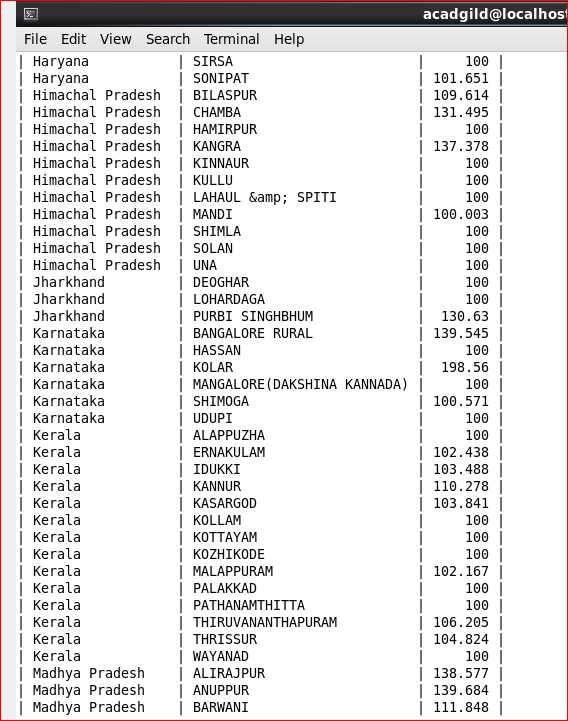 acadgild@localhost
File Edit View Search Terminal Help
| Haryana | SIRSA | 100 |
| Haryana | SONIPAT | 101.651 |
| Himachal Pradesh | BILASPUR | 109.614 |
| Himachal Pradesh | CHAMBA | 131.495 |
| Himachal Pradesh | HAMIRPUR | 100 |
| Himachal Pradesh | KANGRA | 137.378 |
| Himachal Pradesh | KINNAUR | 100 |
| Himachal Pradesh | KULLU | 100 |
| Himachal Pradesh | LAHAUL &amp; SPITI | 100 |
| Himachal Pradesh | MANDI | 100.003 |
| Himachal Pradesh | SHIMLA | 100 |
| Himachal Pradesh | SOLAN | 100 |
| Himachal Pradesh | UNA | 100 |
| Jharkhand | DEOGHAR | 100 |
| Jharkhand | LOHARDAGA | 100 |
| Jharkhand | PURBI SINGHBHUM | 130.63 |
| Karnataka | BANGALORE RURAL | 139.545 |
| Karnataka | HASSAN | 100 |
| Karnataka | KOLAR | 198.56 |
| Karnataka | MANGALORE(DAKSHINA KANNADA) | 100 |
| Karnataka | SHIMOGA | 100.571 |
| Karnataka | UDUPI | 100 |
| Kerala | ALAPPUZHA | 100 |
| Kerala | ERNAKULAM | 102.438 |
| Kerala | IDUKKI | 103.488 |
| Kerala | KANNUR | 110.278 |
| Kerala | KASARGOD | 103.841 |
| Kerala | KOLLAM | 100 |
| Kerala | KOTTAYAM | 100 |
| Kerala | KOZHIKODE | 100 |
| Kerala | MALAPPURAM | 102.167 |
| Kerala | PALAKKAD | 100 |
| Kerala | PATHANAMTHITTA | 100 |
| Kerala | THIRUVANANTHAPURAM | 106.205 |
| Kerala | THRISSUR | 104.824 |
| Kerala | WAYANAD | 100 |
| Madhya Pradesh | ALIRAJPUR | 138.577 |
| Madhya Pradesh | ANUPPUR | 139.684 |
| Madhya Pradesh | BARWANI | 111.848 |